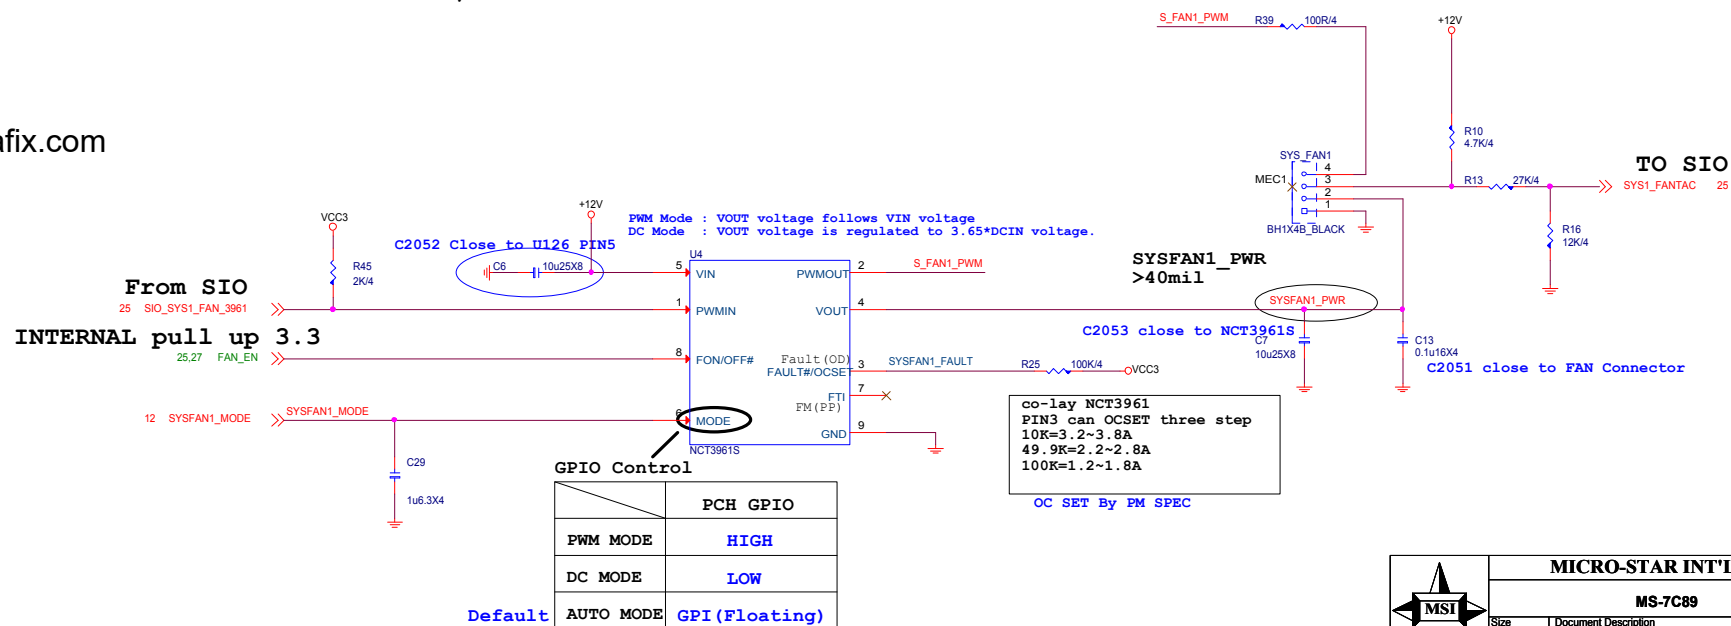 S_FAN1_PWM
R39
100R/4
+12V
afix.com
R10
4.7K/4
SYS_FAN1
4
3
2
1
MEC1
BH1X4B_BLACK
R13
27K/4
TO SIO
SYS1_FANTAC 25
R16
12K/4
+12V
VCC3
PWM Mode : VOUT voltage follows VIN voltage
DC Mode : VOUT voltage is regulated to 3.65*DCIN voltage.
C2052 Close to U126 PIN5
C6
10u25X8
R45
2K/4
U4
5
VIN
PWMOUT
2
S_FAN1_PWM
SYSFAN1_PWR
>40mil
From SIO
25 SIO_SYS1_FAN_3961
1
PWMIN
VOUT
4
SYSFAN1_PWR
INTERNAL pull up 3.3
25,27 FAN_EN
8
FON/OFF#
Fault(OD)
FAULT#/OCSET
3
SYSFAN1_FAULT
R25
100K/4
VCC3
C2053 close to NCT3961S
C7
10u25X8
C13
0.1u16X4
C2051 close to FAN Connector
FTI
7
FM(PP)
12 SYSFAN1_MODE
SYSFAN1_MODE
6
MODE
GND
9
NCT3961S
C29
1u6.3X4
co-lay NCT3961
PIN3 can OCSET three step
10K=3.2~3.8A
49.9K=2.2~2.8A
100K=1.2~1.8A
OC SET By PM SPEC
GPIO Control
PCH GPIO
PWM MODE HIGH
DC MODE LOW
Default AUTO MODE GPI(Floating)
MSI
MICRO-STAR INT'L
MS-7C89
Size
Document Description